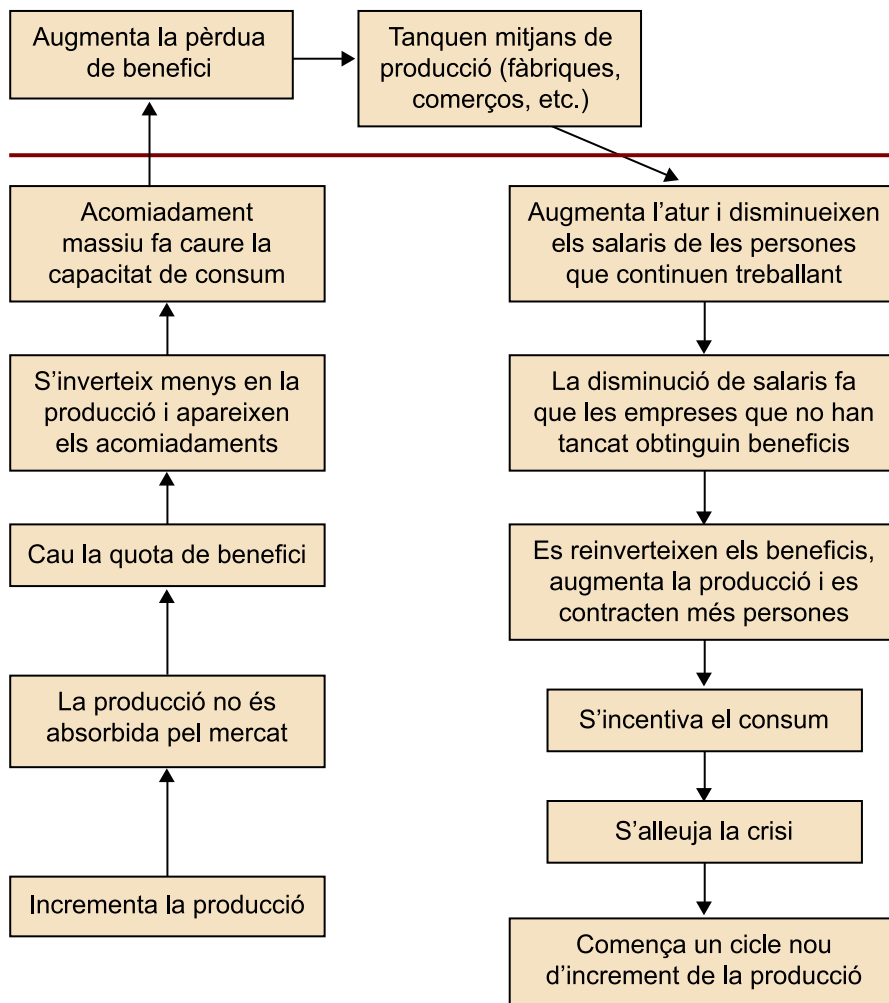 Augmenta la pèrdua
de benefici
Tanquen mitjans de
producció (fàbriques,
comerços, etc.)
Acomiadament
massiu fa caure la
capacitat de consum
Augmenta l’atur i disminueixen
els salaris de les persones
que continuen treballant
S’inverteix menys en la
producció i apareixen
els acomiadaments
La disminució de salaris fa
que les empreses que no han
tancat obtinguin beneficis
Cau la quota de benefici
Es reinverteixen els beneficis,
augmenta la producció i es
contracten més persones
La producció no és
absorbida pel mercat
S’incentiva el consum
S’alleuja la crisi
Incrementa la producció
Comença un cicle nou
d’increment de la producció